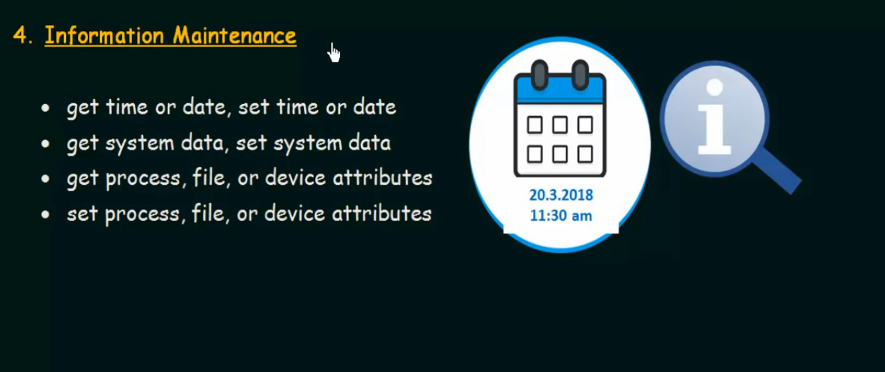 4. Information Maintenance
• get time or date, set time or date
• get system data, set system data
• get process, file, or device attributes
• set process, file, or device attributes
20.3.2018
11:30 am
i